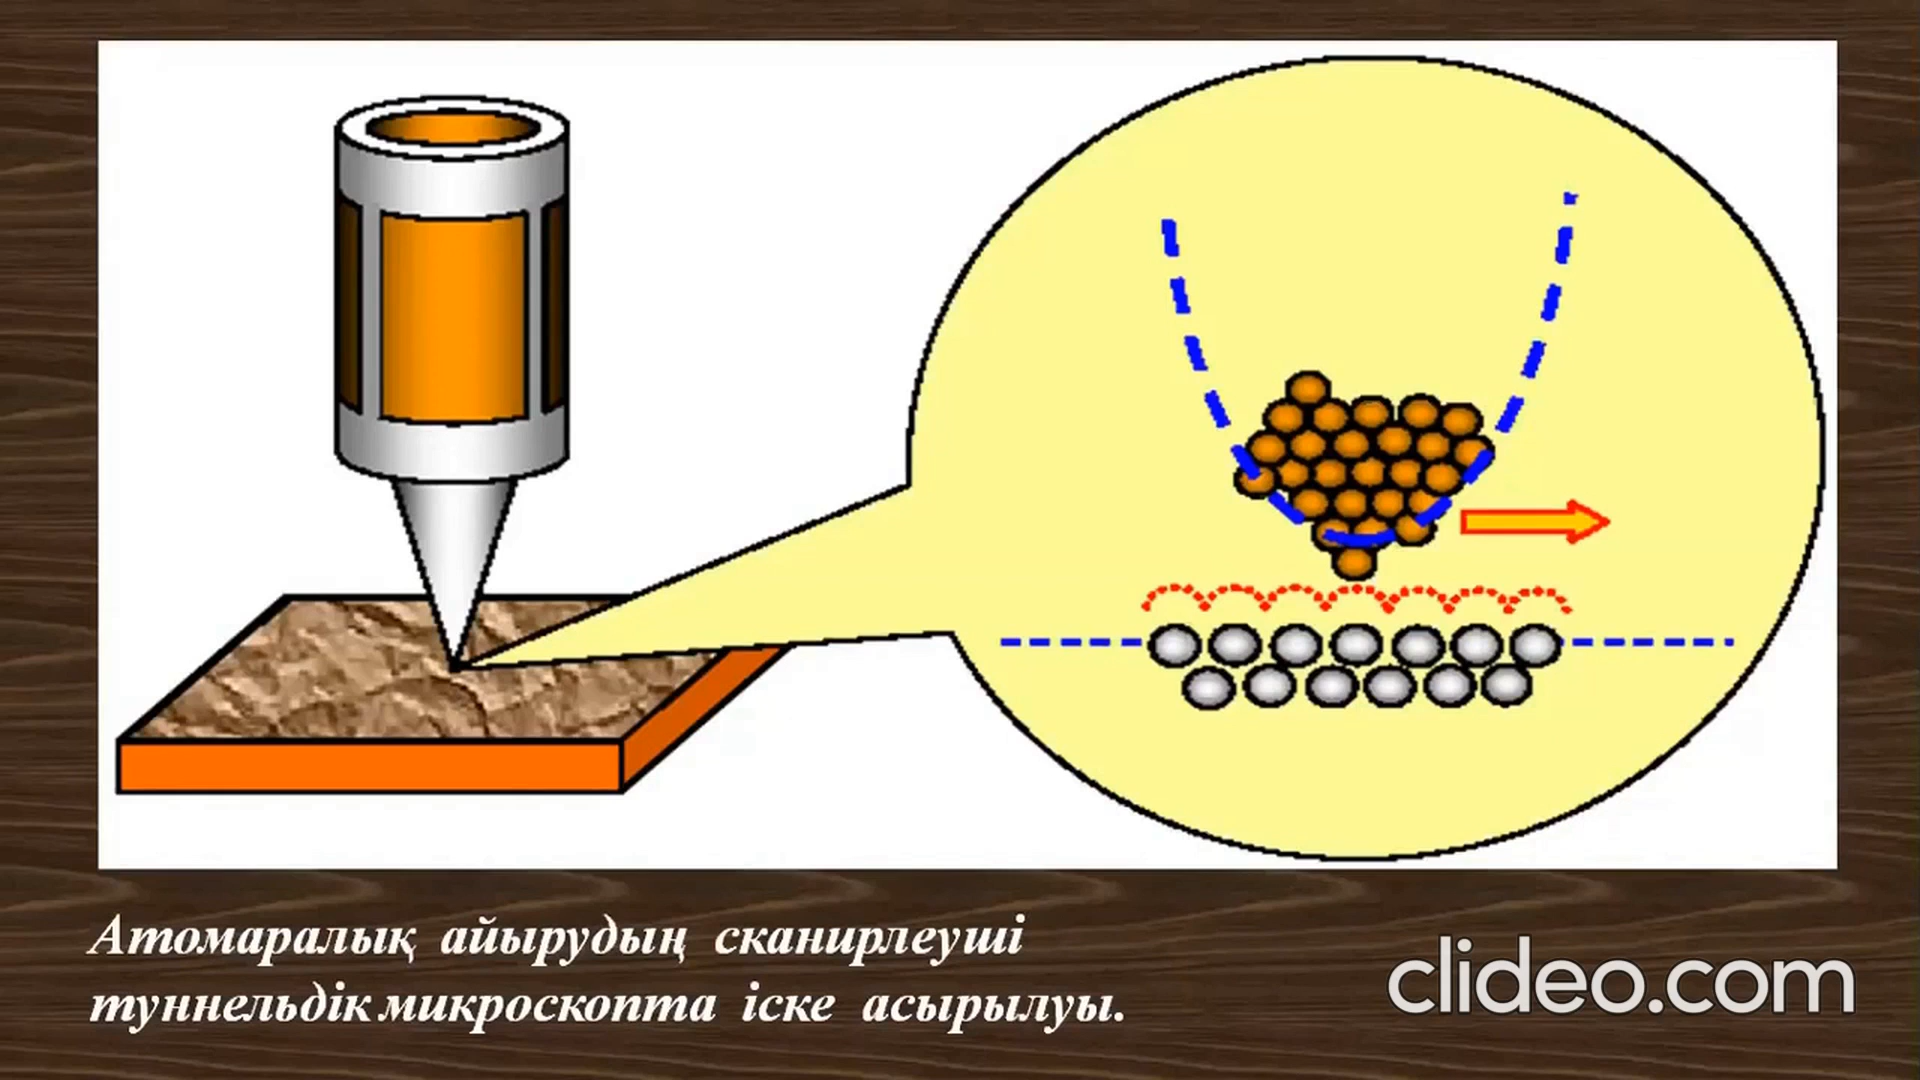 Атомаралық айырудың сканирлеуші
туннельдік микроскопта іске асырылуы.
clideo.com